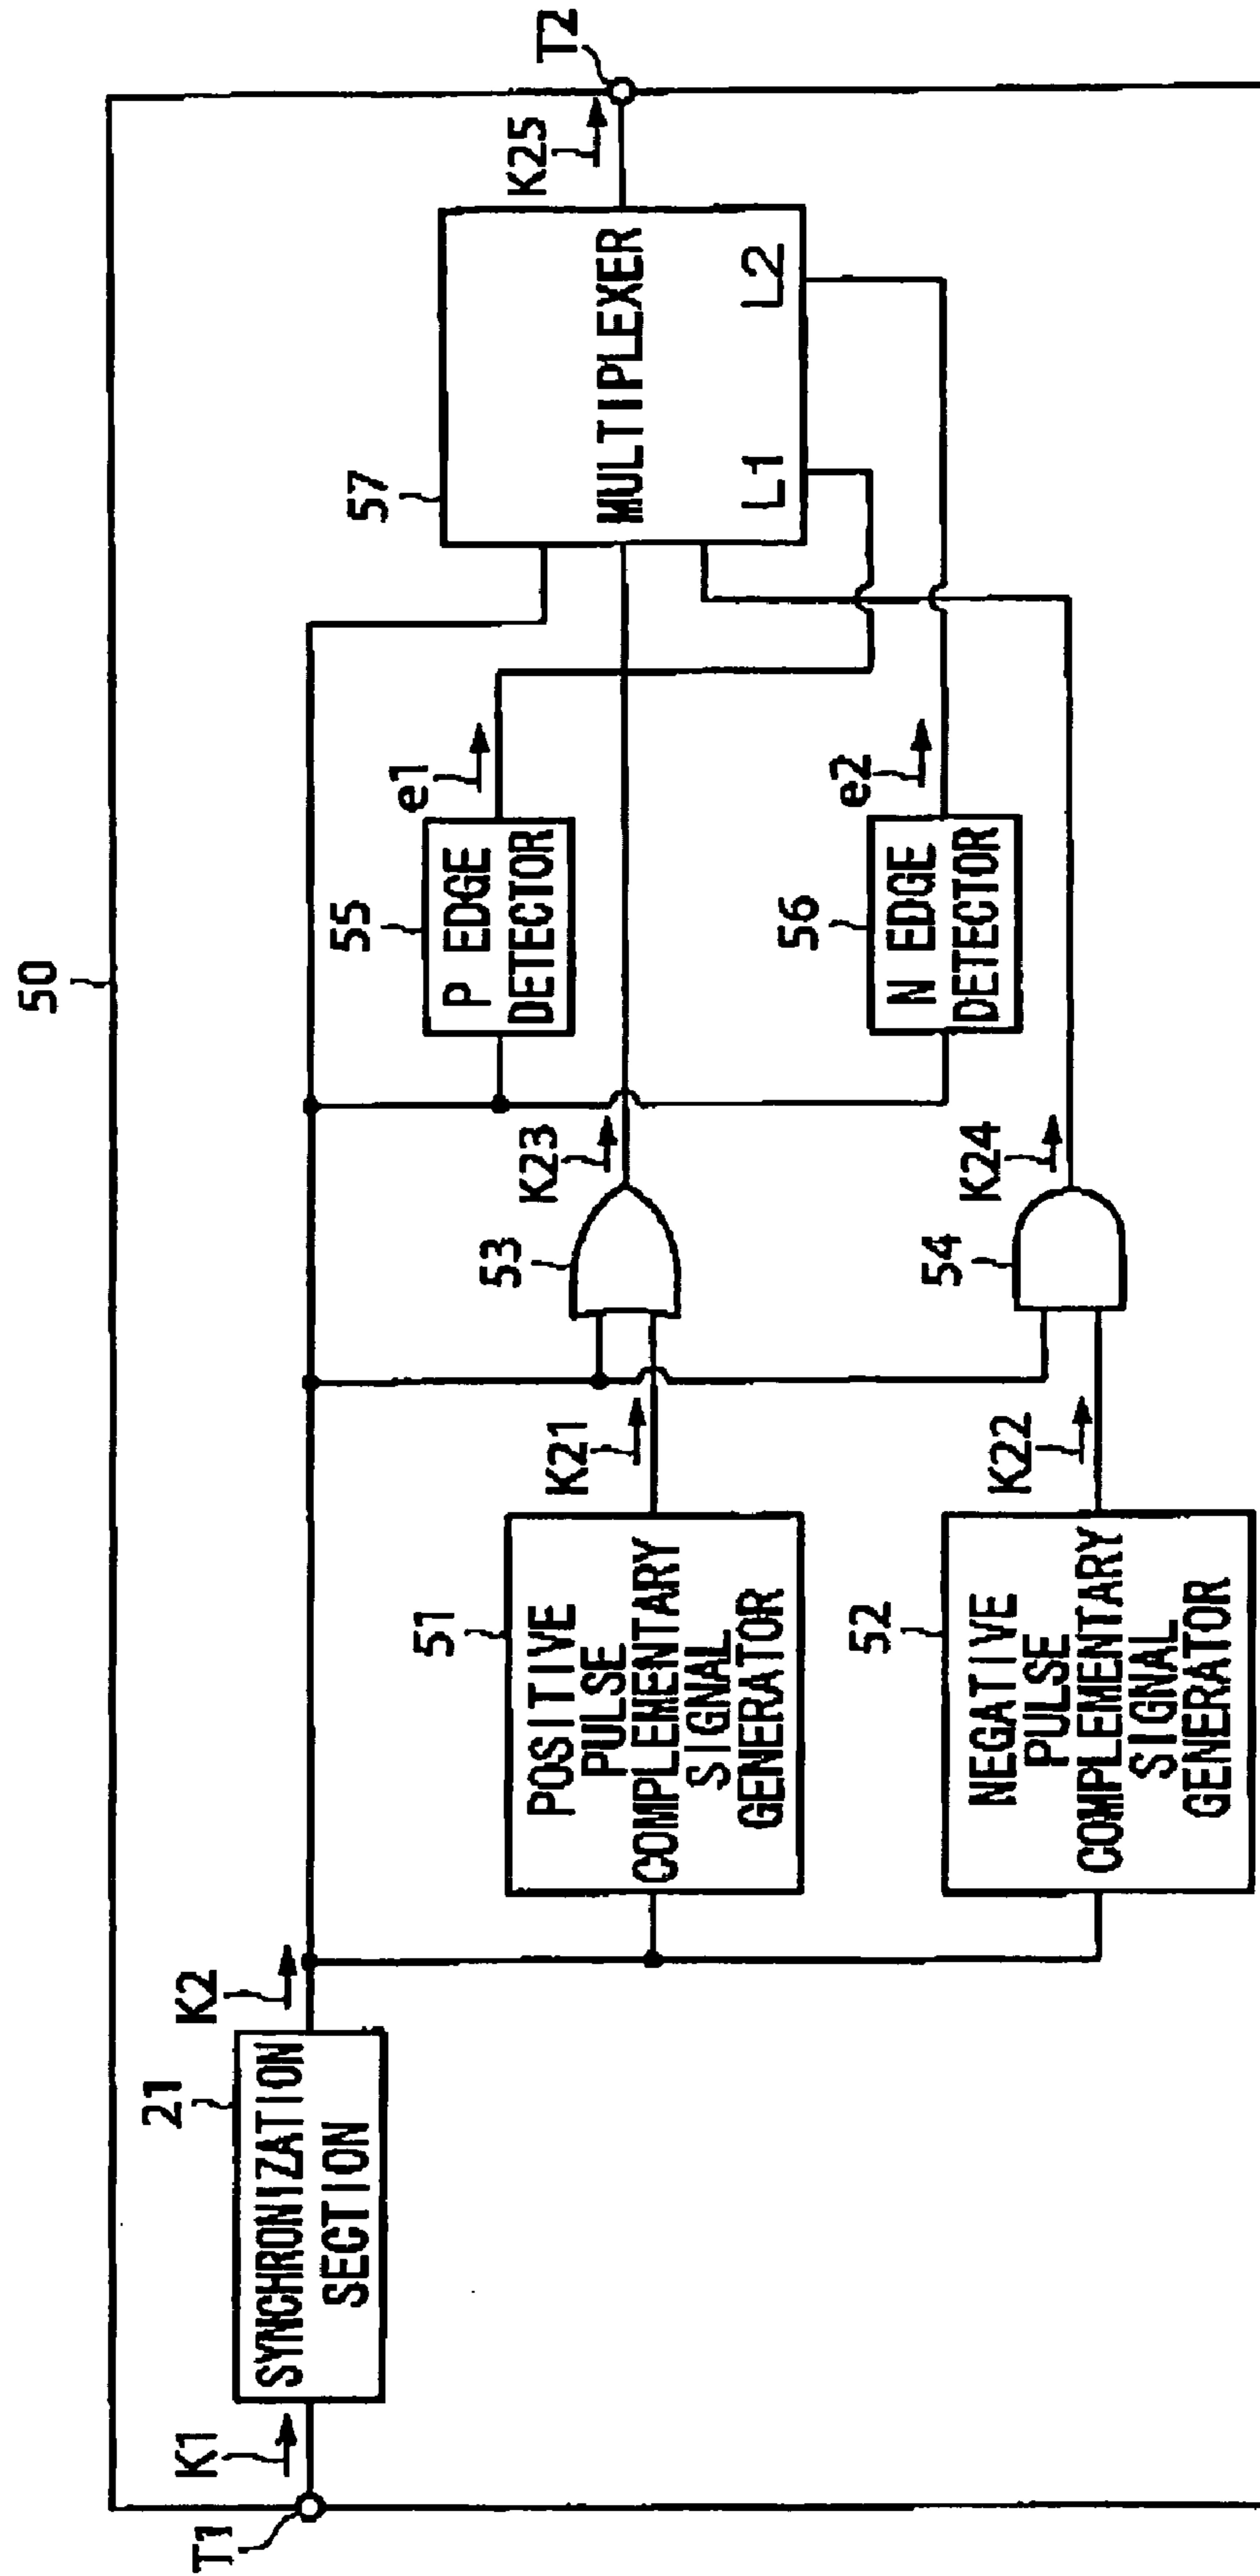 50
T1
K1
21
SYNCHRONIZATION
SECTION
K2
51
POSITIVE
PULSE
COMPLEMENTARY
SIGNAL
GENERATOR
K21
52
NEGATIVE
PULSE
COMPLEMENTARY
SIGNAL
GENERATOR
K22
53
K23
54
K24
55
P EDGE
DETECTOR
e1
56
N EDGE
DETECTOR
e2
57
MULTIPLEXER
L1
L2
K25
T2